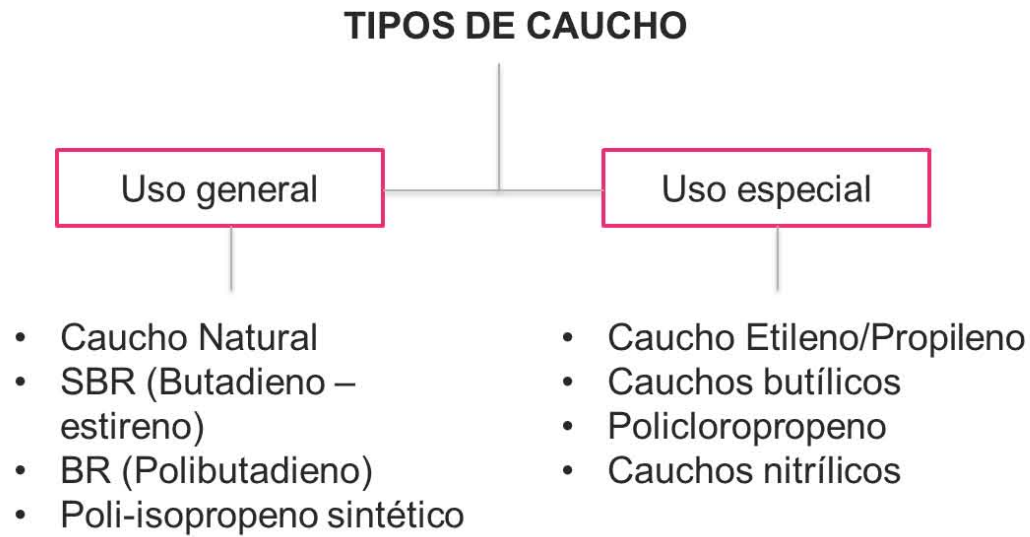 TIPOS DE CAUCHO
Uso general
• Caucho Natural
• SBR (Butadieno –
estireno)
• BR (Polibutadieno)
• Poli-isopropeno sintético
Uso especial
• Caucho Etileno/Propileno
• Cauchos butílicos
• Policloropropeno
• Cauchos nitrílicos